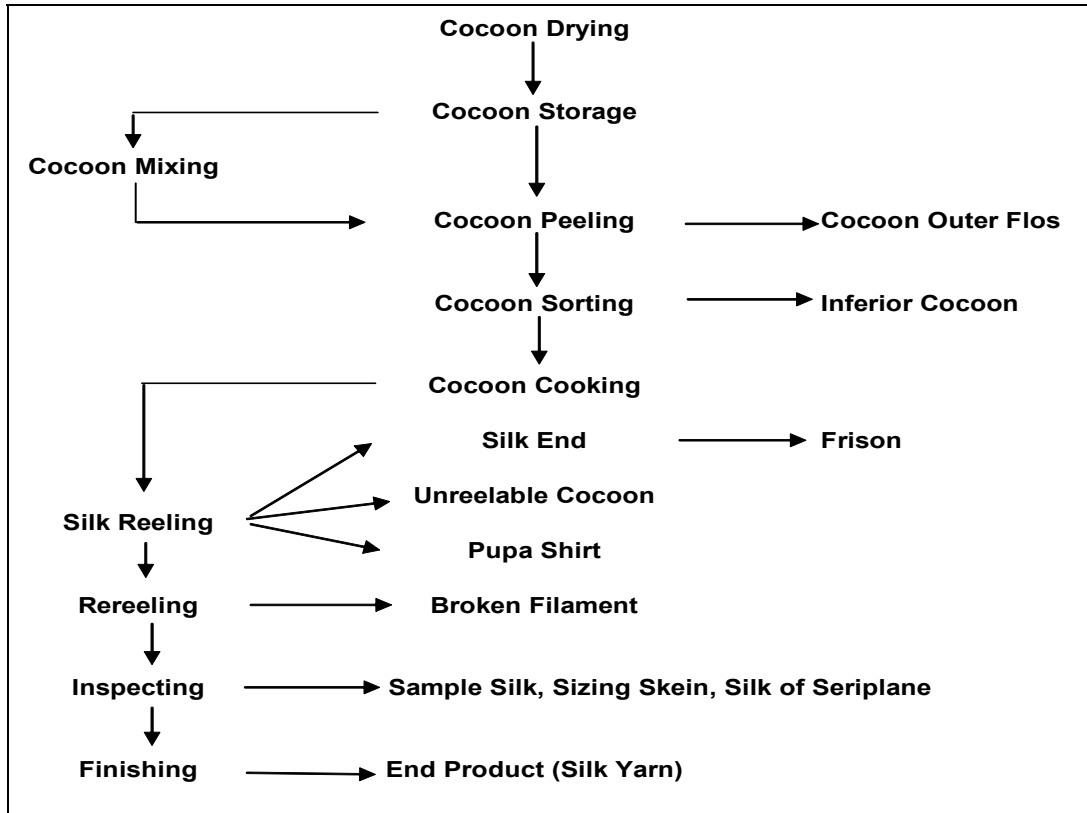 Cocoon Drying
Cocoon Storage
Cocoon Mixing
Cocoon Peeling
Cocoon Outer Flos
Cocoon Sorting
Inferior Cocoon
Cocoon Cooking
Silk End
Frison
Unreelable Cocoon
Silk Reeling
Pupa Shirt
Rereeling
Broken Filament
Inspecting
Sample Silk, Sizing Skein, Silk of Seriplane
Finishing
End Product (Silk Yarn)